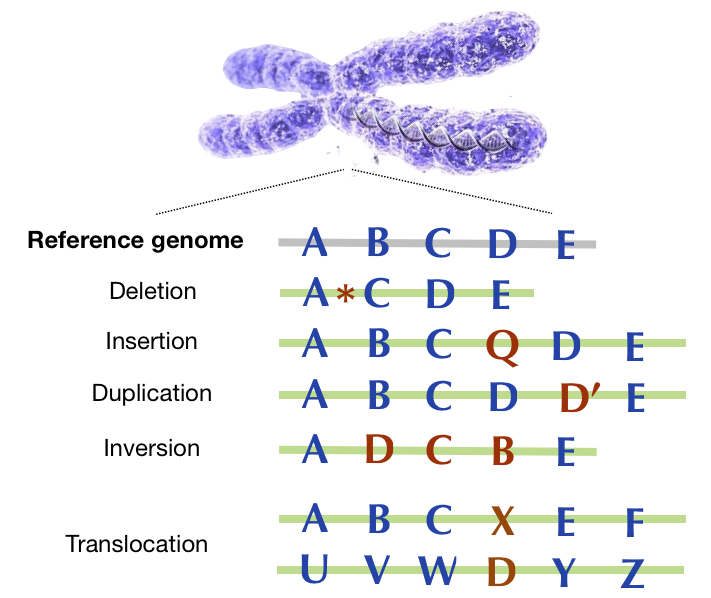 Reference genome A B C D E
Deletion A * C D E
Insertion A B C Q D E
Duplication A B C D D′ E
Inversion A D C B E
Translocation
A B C X E F
U V W D Y Z